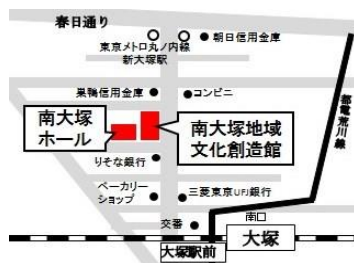 春日通り
東京メトロ丸ノ内線
新大塚駅
朝日信用金庫
巣鴨信用金庫
コンビニ
都電荒川線
南大塚
ホール
南大塚地域
文化創造館
りそな銀行
ベーカリー
ショップ
三菱東京UFJ銀行
交番
南口
大塚
大塚駅前